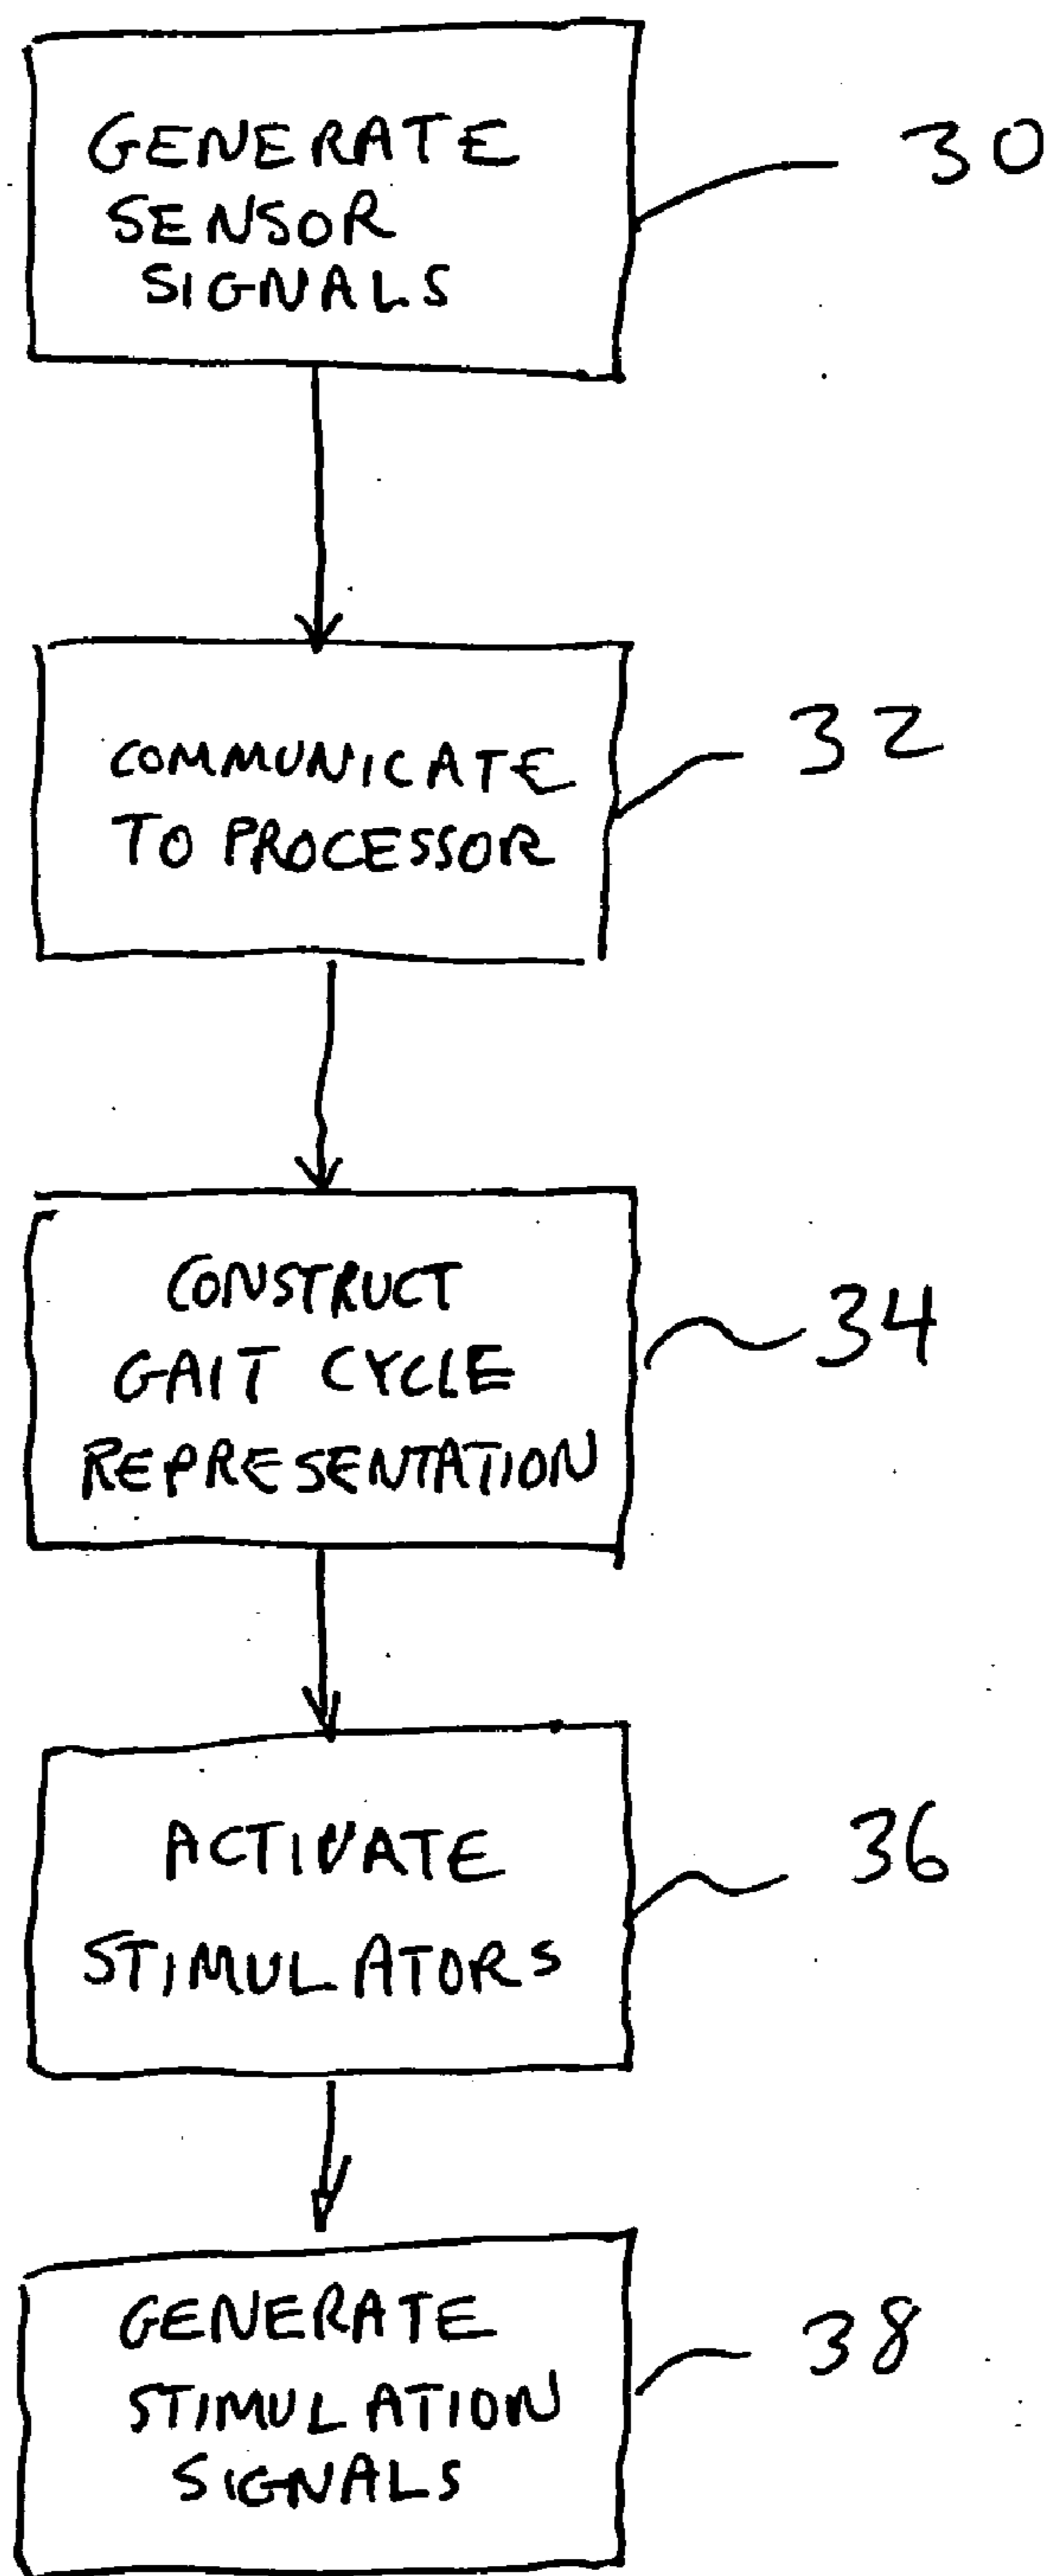 GENERATE
SENSOR
SIGNALS
30
COMMUNICATE
TO PROCESSOR
32
CONSTRUCT
GAIT CYCLE
REPRESENTATION
34
ACTIVATE
STIMULATORS
36
GENERATE
STIMULATION
SIGNALS
38